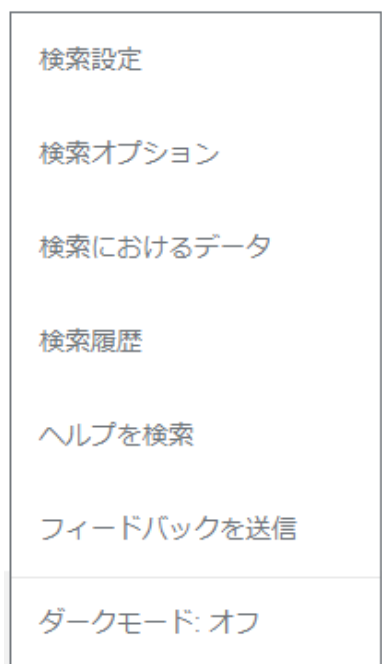 検索設定
検索オプション
検索におけるデータ
検索履歴
ヘルプを検索
フィードバックを送信
ダークモード: オフ